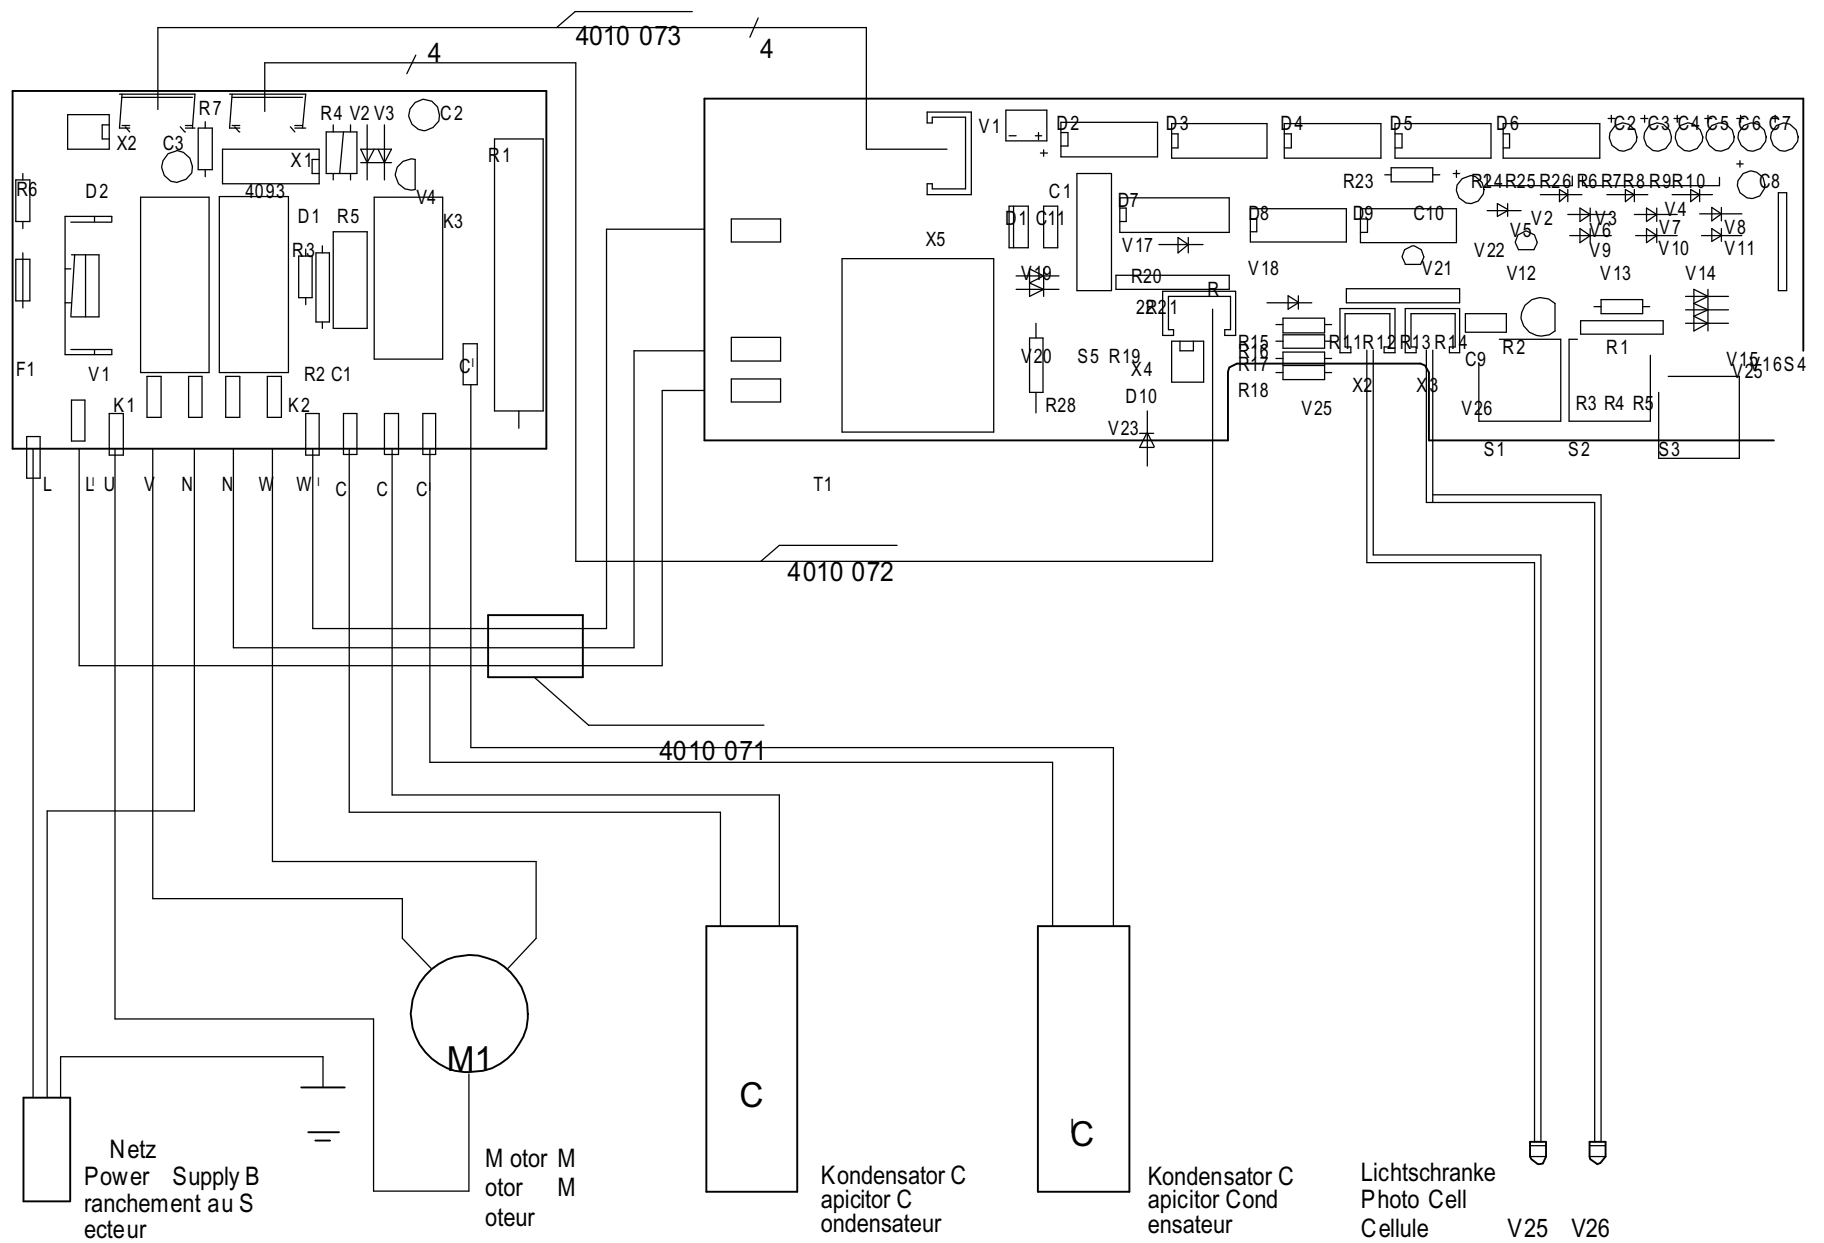 4010 073
4
4
R7
R4 V2 V3
C2
X2
C3
X1
R1
R6
D2
4093
V4
D1
R5
K3
R3
F1
V1
R2 C1
C'
K1
K2
L
L' U V N N W W' C C C'
V1
D2
D3
D4
D5
D6
C2 C3 C4 C5 C6 C7
R23
R24 R25 R26 R6 R7 R8 R9 R10
C8
C1
D1 C11
D7
D8
D9
C10
V2
V3
V4
X5
V17
V5
V6
V7
V8
V22
V9
V10
V11
V19
R20
V18
V21
V12
V13
V14
R
22 R21
R15
R16
R17
R18
R11 R12 R13 R14
R2
R1
V20
S5 R19
X4
C9
V15
V16 S4
V25
X2
X3
R28
D10
V25
V26
R3 R4 R5
V23
S1
S2
S3
T1
4010 072
4010 071
M1
C
C
Netz
Power Supply B
ranchement au S
ecteur
M otor M
otor M
oteur
Kondensator C
apicitor C
ondensateur
Kondensator C
apicitor Cond
ensateur
Lichtschranke
Photo Cell
Cellule V25 V26